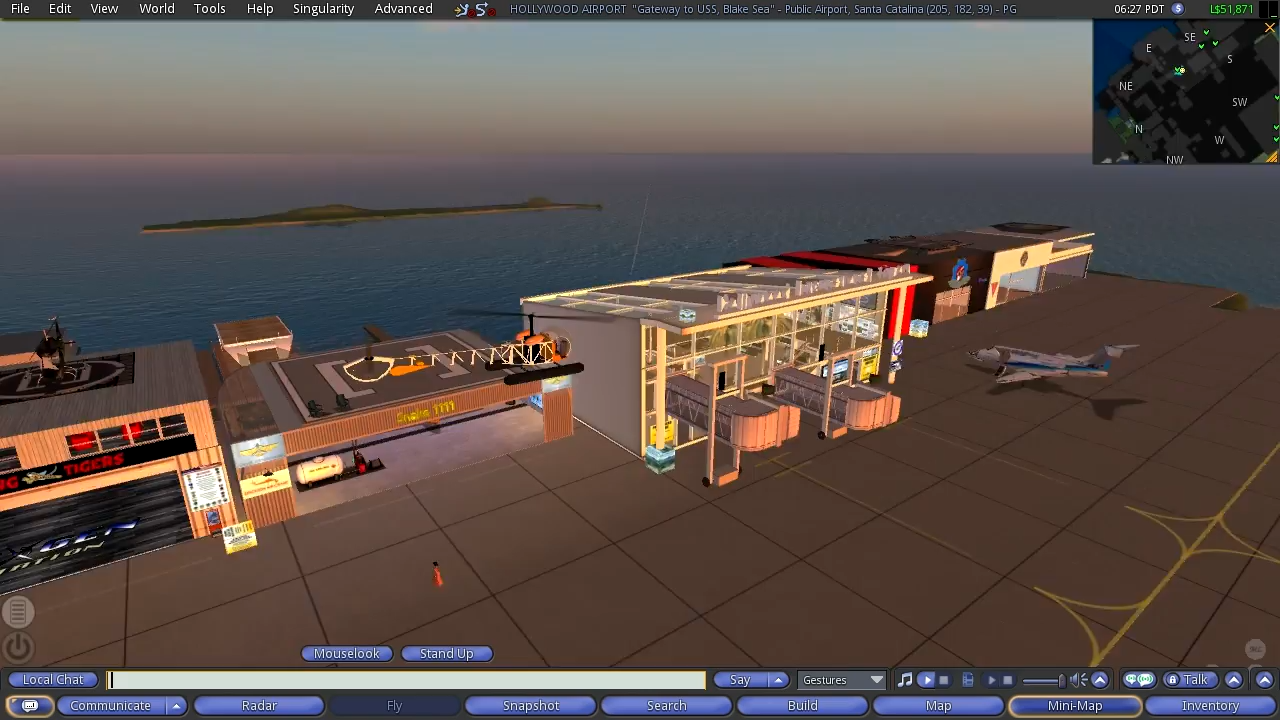 File Edit View World Tools Help Singularity Advanced
HOLLYWOOD AIRPORT "Gateway to USS, Blake Sea" - Public Airport, Santa Catalina (205, 182, 39) - PG
06:27 PDT
L$51,871
SE
E
S
NE
SW
N
W
NW
TIGERS
Mouselook
Stand Up
Local Chat
Say
Gestures
Talk
Communicate
Radar
Fly
Snapshot
Search
Build
Map
Mini-Map
Inventory